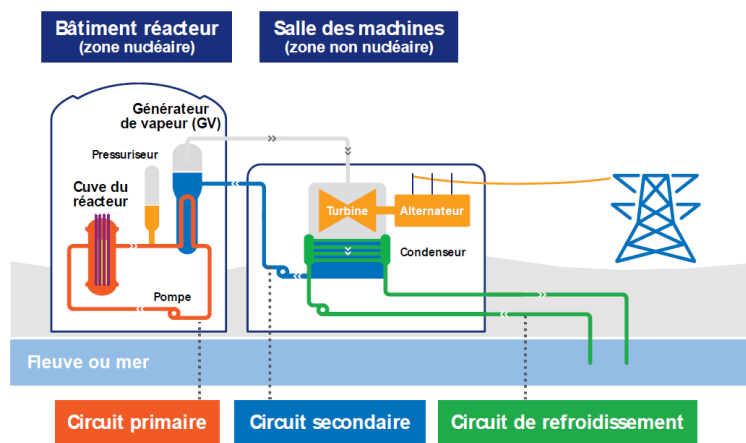 Bâtiment réacteur
(zone nucléaire)
Salle des machines
(zone non nucléaire)
Générateur
de vapeur (GV)
Pressuriseur
Cuve du
réacteur
Turbine
Alternateur
Condenseur
Pompe
Fleuve ou mer
Circuit primaire
Circuit secondaire
Circuit de refroidissement